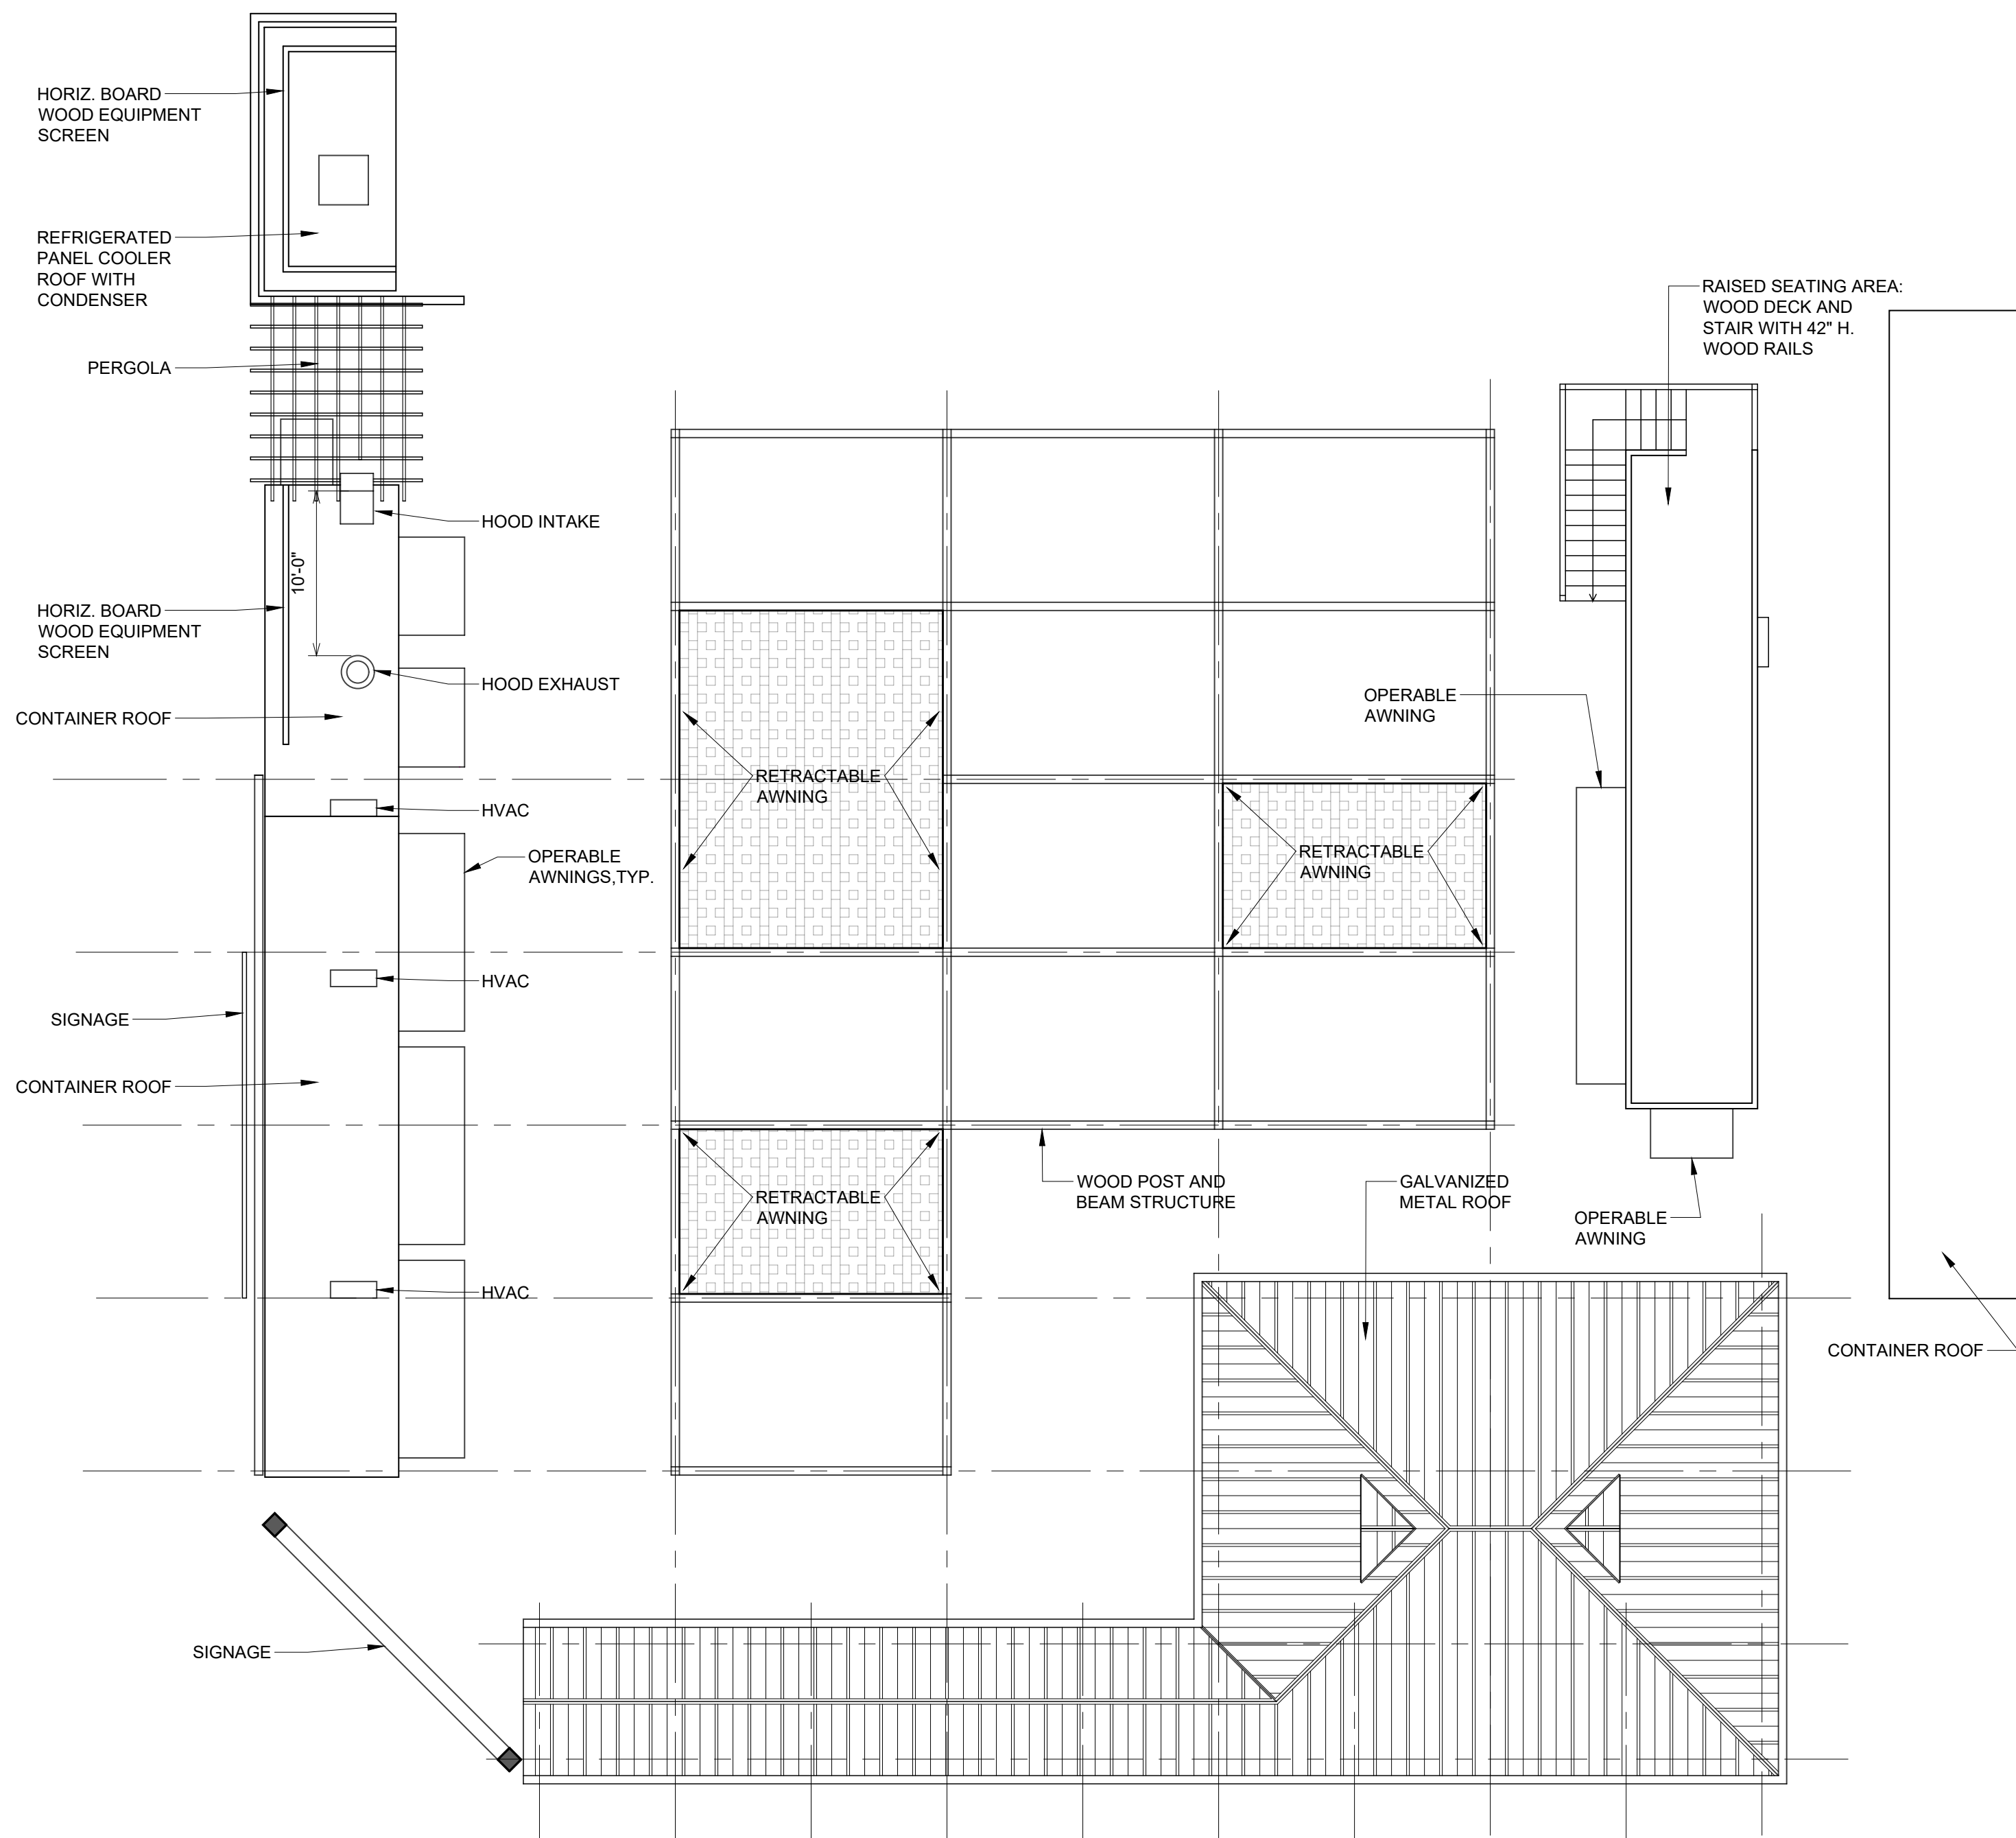 HORIZ. BOARD
WOOD EQUIPMENT
SCREEN
REFRIGERATED
PANEL COOLER
ROOF WITH
CONDENSER
RAISED SEATING AREA:
WOOD DECK AND
STAIR WITH 42" H.
WOOD RAILS
PERGOLA
HOOD INTAKE
10'-0"
HORIZ. BOARD
WOOD EQUIPMENT
SCREEN
HOOD EXHAUST
CONTAINER ROOF
OPERABLE
AWNING
RETRACTABLE
AWNING
HVAC
OPERABLE
AWNINGS,TYP.
RETRACTABLE
AWNING
HVAC
SIGNAGE
CONTAINER ROOF
WOOD POST AND
BEAM STRUCTURE
GALVANIZED
METAL ROOF
RETRACTABLE
AWNING
OPERABLE
AWNING
HVAC
CONTAINER ROOF
SIGNAGE